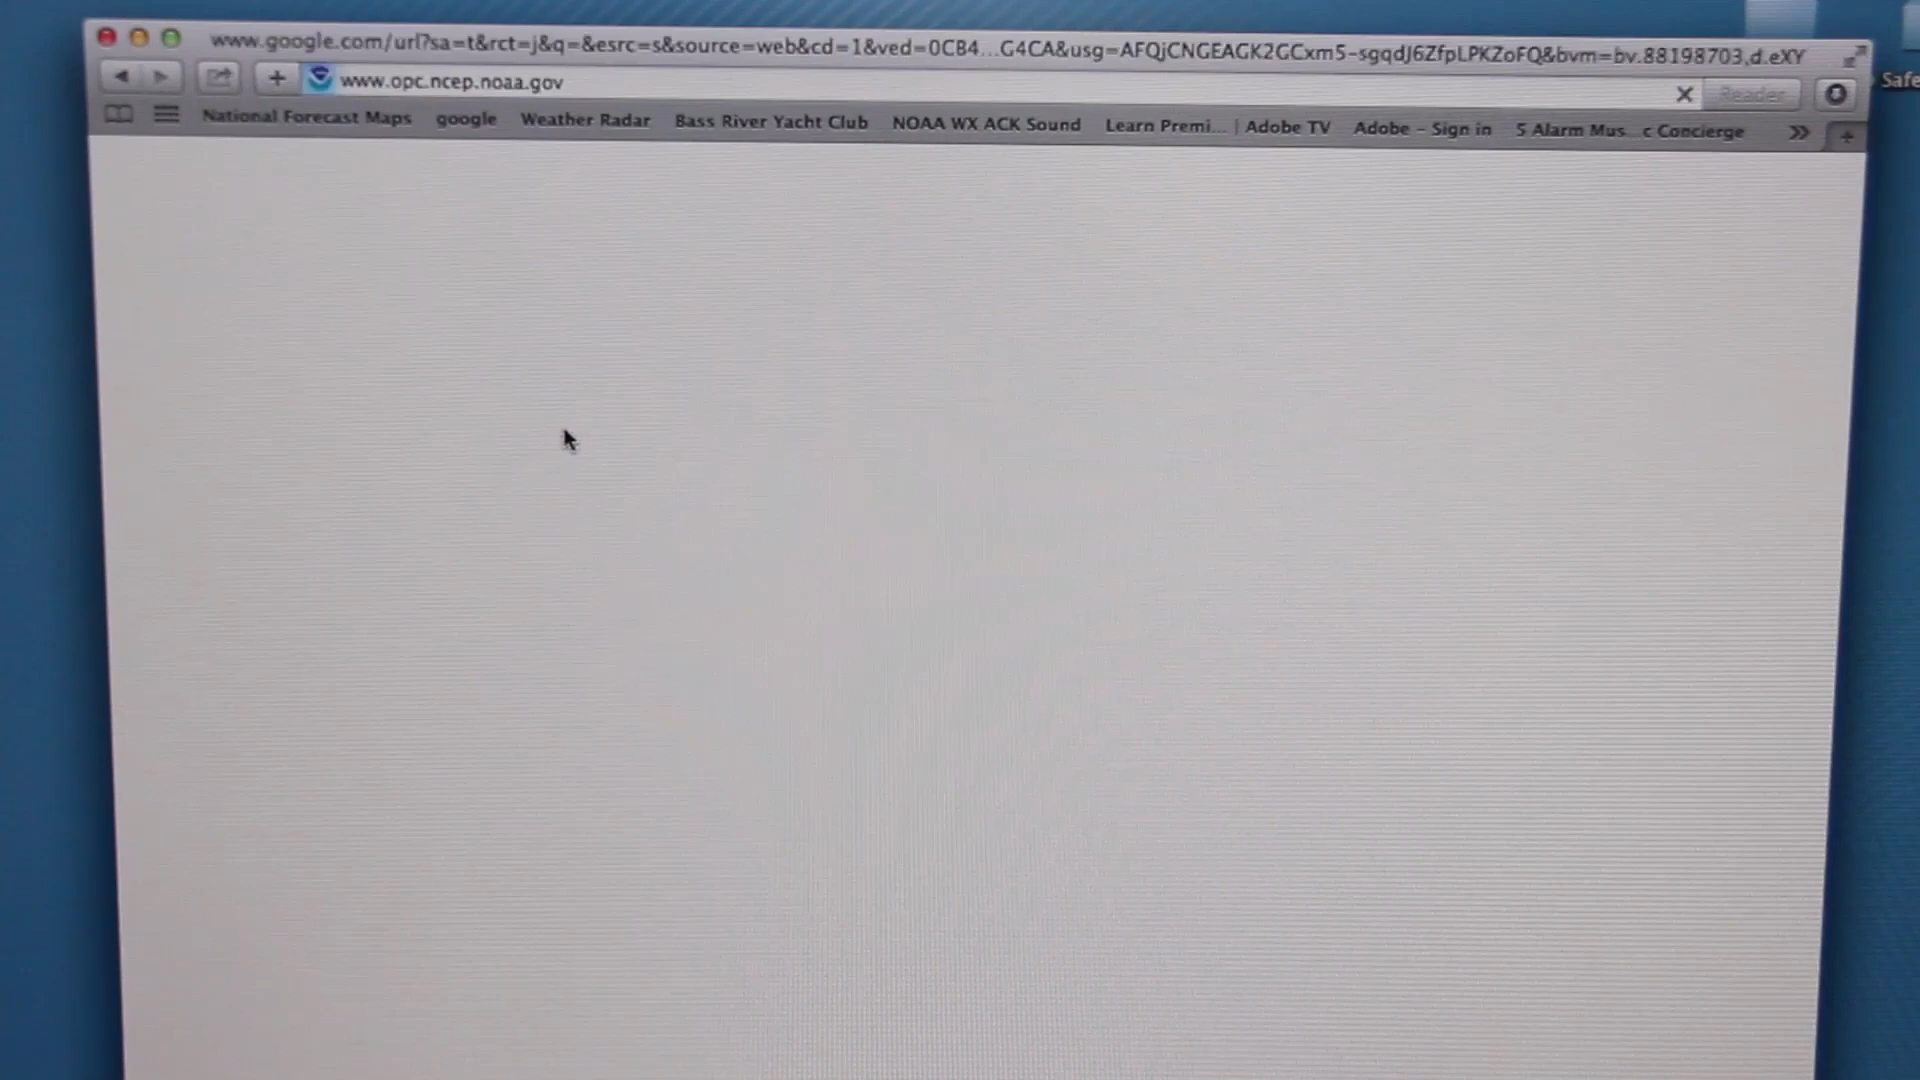 www.google.com/url?sa=t&rct=j&q=&esrc=s&source=web&cd=1&ved=0CB4...G4CA&usg=AFQjCNGEAGK2GCxm5-sgqdJ6ZfpLPKZoFQ&bvm=bv.88198703,d.eXY
www.opc.ncep.noaa.gov Reader
Safe
National Forecast Maps google Weather Radar Bass River Yacht Club NOAA WX ACK Sound Learn Premi... | Adobe TV Adobe - Sign in 5 Alarm Mus...c Concierge